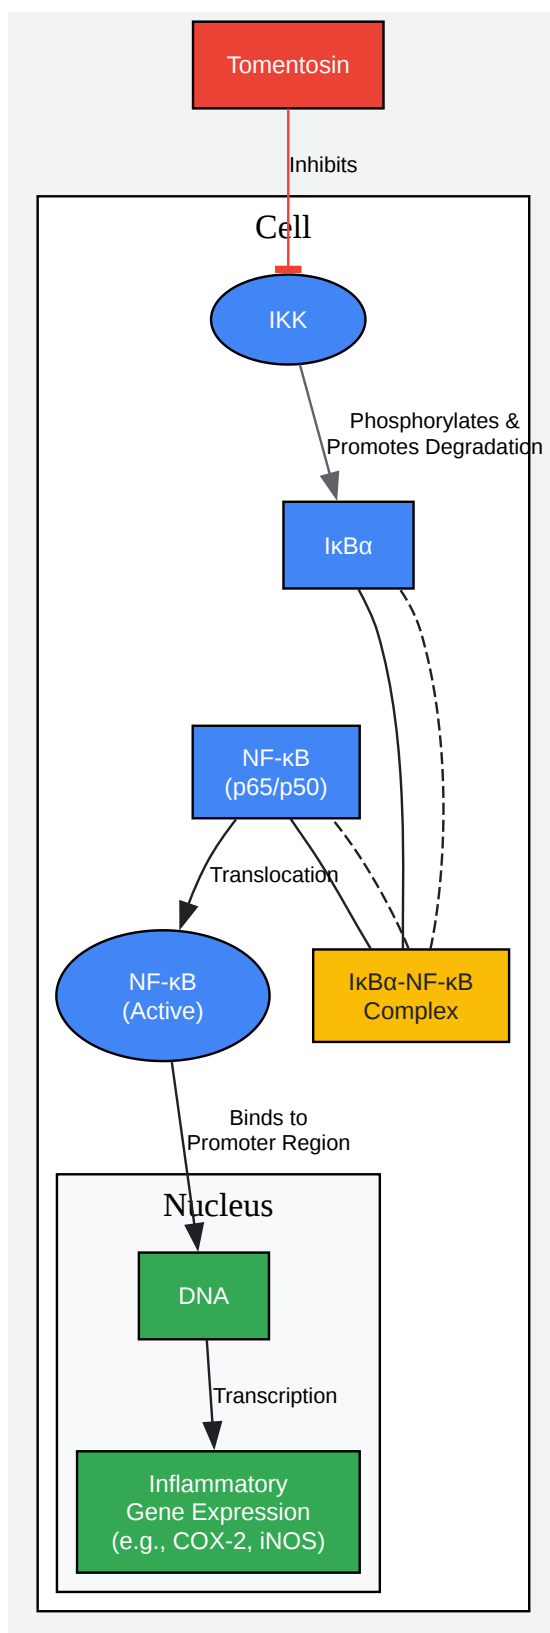 Tomentosin
Inhibits
Cell
IKK
Phosphorylates &
Promotes Degradation
IκBα
NF-κB
(p65/p50)
Translocation
NF-κB
(Active)
IκBα-NF-κB
Complex
Binds to
Promoter Region
Nucleus
DNA
Transcription
Inflammatory
Gene Expression
(e.g., COX-2, iNOS)